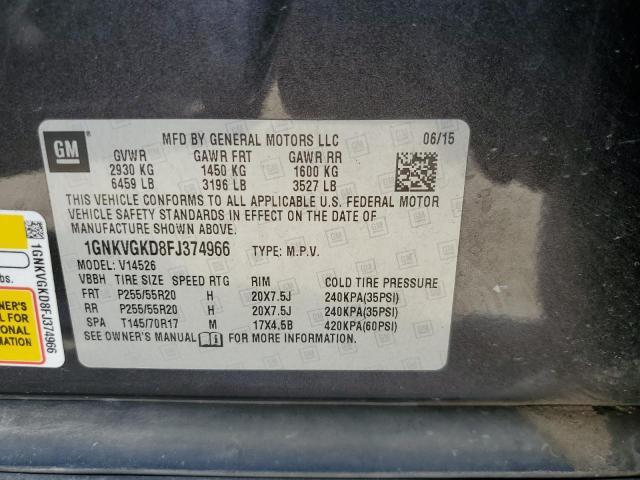 GM
MFD BY GENERAL MOTORS LLC 06/15
GVWR GAWR FRT GAWR RR
2930 KG 1450 KG 1600 KG
6459 LB 3196 LB 3527 LB
THIS VEHICLE CONFORMS TO ALL APPLICABLE U.S. FEDERAL MOTOR
VEHICLE SAFETY STANDARDS IN EFFECT ON THE DATE OF
MANUFACTURE SHOWN ABOVE.
1GNKVGKD8FJ374966 TYPE: M.P.V.
MODEL: V14526
VBBH TIRE SIZE SPEED RTG RIM COLD TIRE PRESSURE
FRT P255/55R20 H 20X7.5J 240KPA(35PSI)
RR P255/55R20 H 20X7.5J 240KPA(35PSI)
SPA T145/70R17 M 17X4.5B 420KPA(60PSI)
SEE OWNER'S MANUAL FOR MORE INFORMATION
1GNKVGKD8FJ374966
NER'S
L FOR
IONAL
ATION